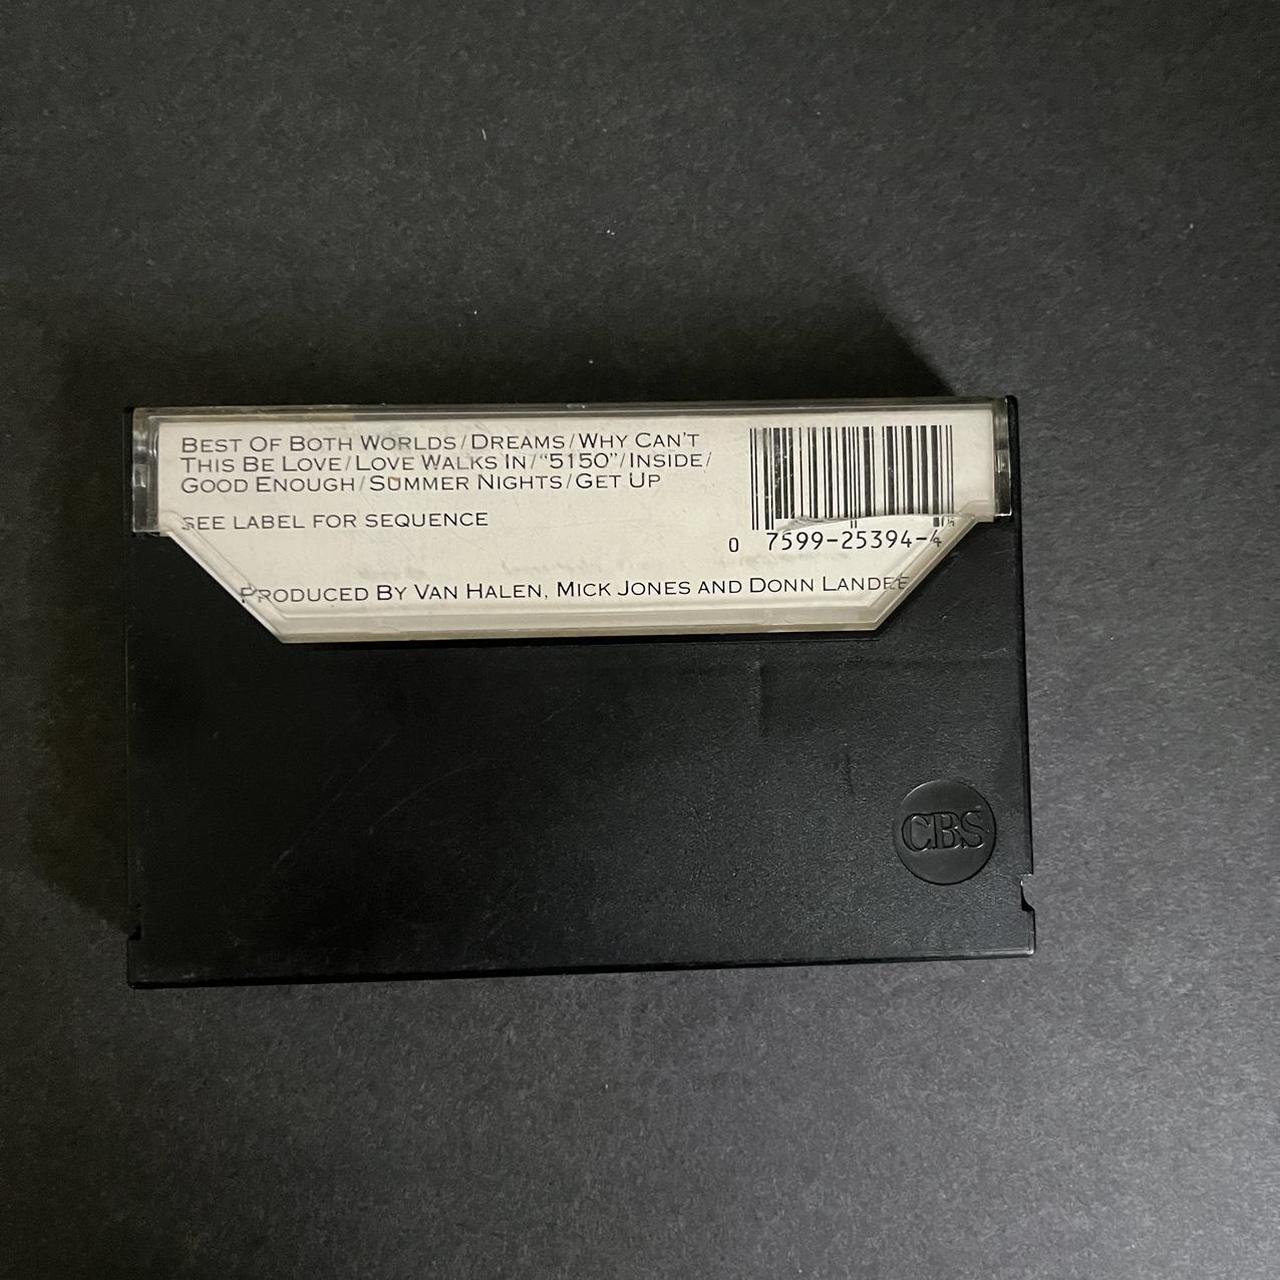 BEST OF BOTH WORLDS/DREAMS/WHY CAN'T
THIS BE LOVE/LOVE WALKS IN/"5150"/INSIDE/
GOOD ENOUGH/SUMMER NIGHTS/GET UP
SEE LABEL FOR SEQUENCE
0 7599-25394-4
PRODUCED BY VAN HALEN, MICK JONES AND DONN LANDEE
CBS